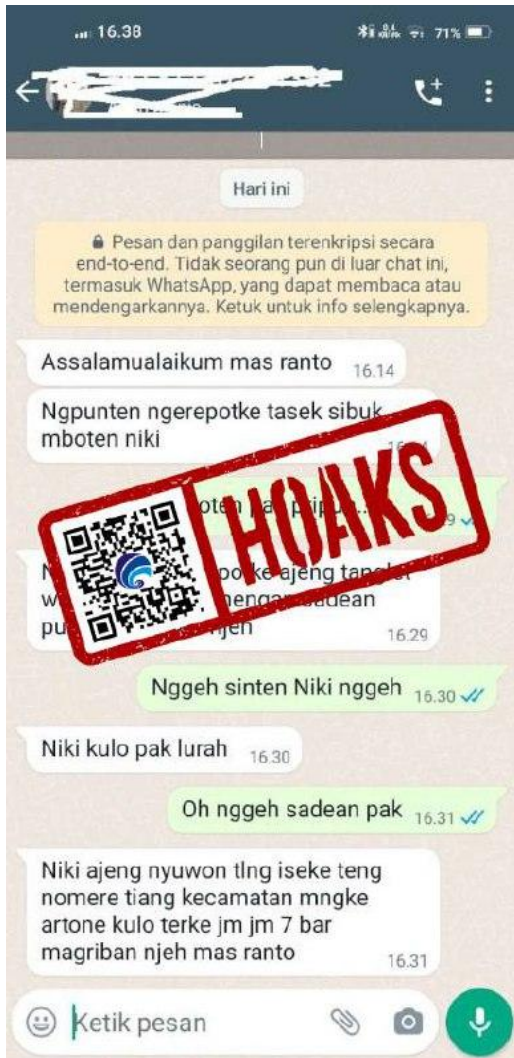 16.38
71%
Hari ini
Pesan dan panggilan terenkripsi secara
end-to-end. Tidak seorang pun di luar chat ini,
termasuk WhatsApp, yang dapat membaca atau
mendengarkannya. Ketuk untuk info selengkapnya.
Assalamualaikum mas ranto 16.14
Ngpunten ngerepotke tasek sibuk
mboten niki
HOAKS
16.29
Nggeh sinten Niki nggeh 16.30
Niki kulo pak lurah 16.30
Oh nggeh sadean pak 16.31
Niki ajeng nyuwon tlng iseke teng
nomere tiang kecamatan mngke
artone kulo terke jm jm 7 bar
magriban njeh mas ranto 16.31
Ketik pesan